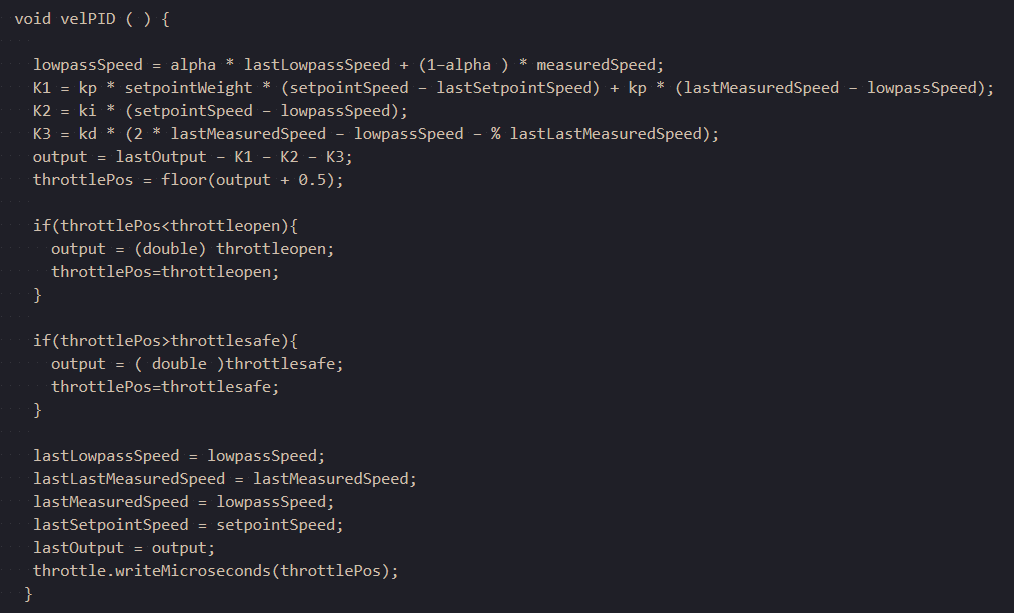 void velPID ( ) {
lowpassSpeed = alpha * lastLowpassSpeed + (1-alpha ) * measuredSpeed;
K1 = kp * setpointWeight * (setpointSpeed - lastSetpointSpeed) + kp * (lastMeasuredSpeed - lowpassSpeed);
K2 = ki * (setpointSpeed - lowpassSpeed);
K3 = kd * (2 * lastMeasuredSpeed - lowpassSpeed - % lastLastMeasuredSpeed);
output = lastOutput - K1 - K2 - K3;
throttlePos = floor(output + 0.5);
if(throttlePos<throttleopen){
output = (double) throttleopen;
throttlePos=throttleopen;
}
if(throttlePos>throttlesafe){
output = ( double )throttlesafe;
throttlePos=throttlesafe;
}
lastLowpassSpeed = lowpassSpeed;
lastLastMeasuredSpeed = lastMeasuredSpeed;
lastMeasuredSpeed = lowpassSpeed;
lastSetpointSpeed = setpointSpeed;
lastOutput = output;
throttle.writeMicroseconds(throttlePos);
}